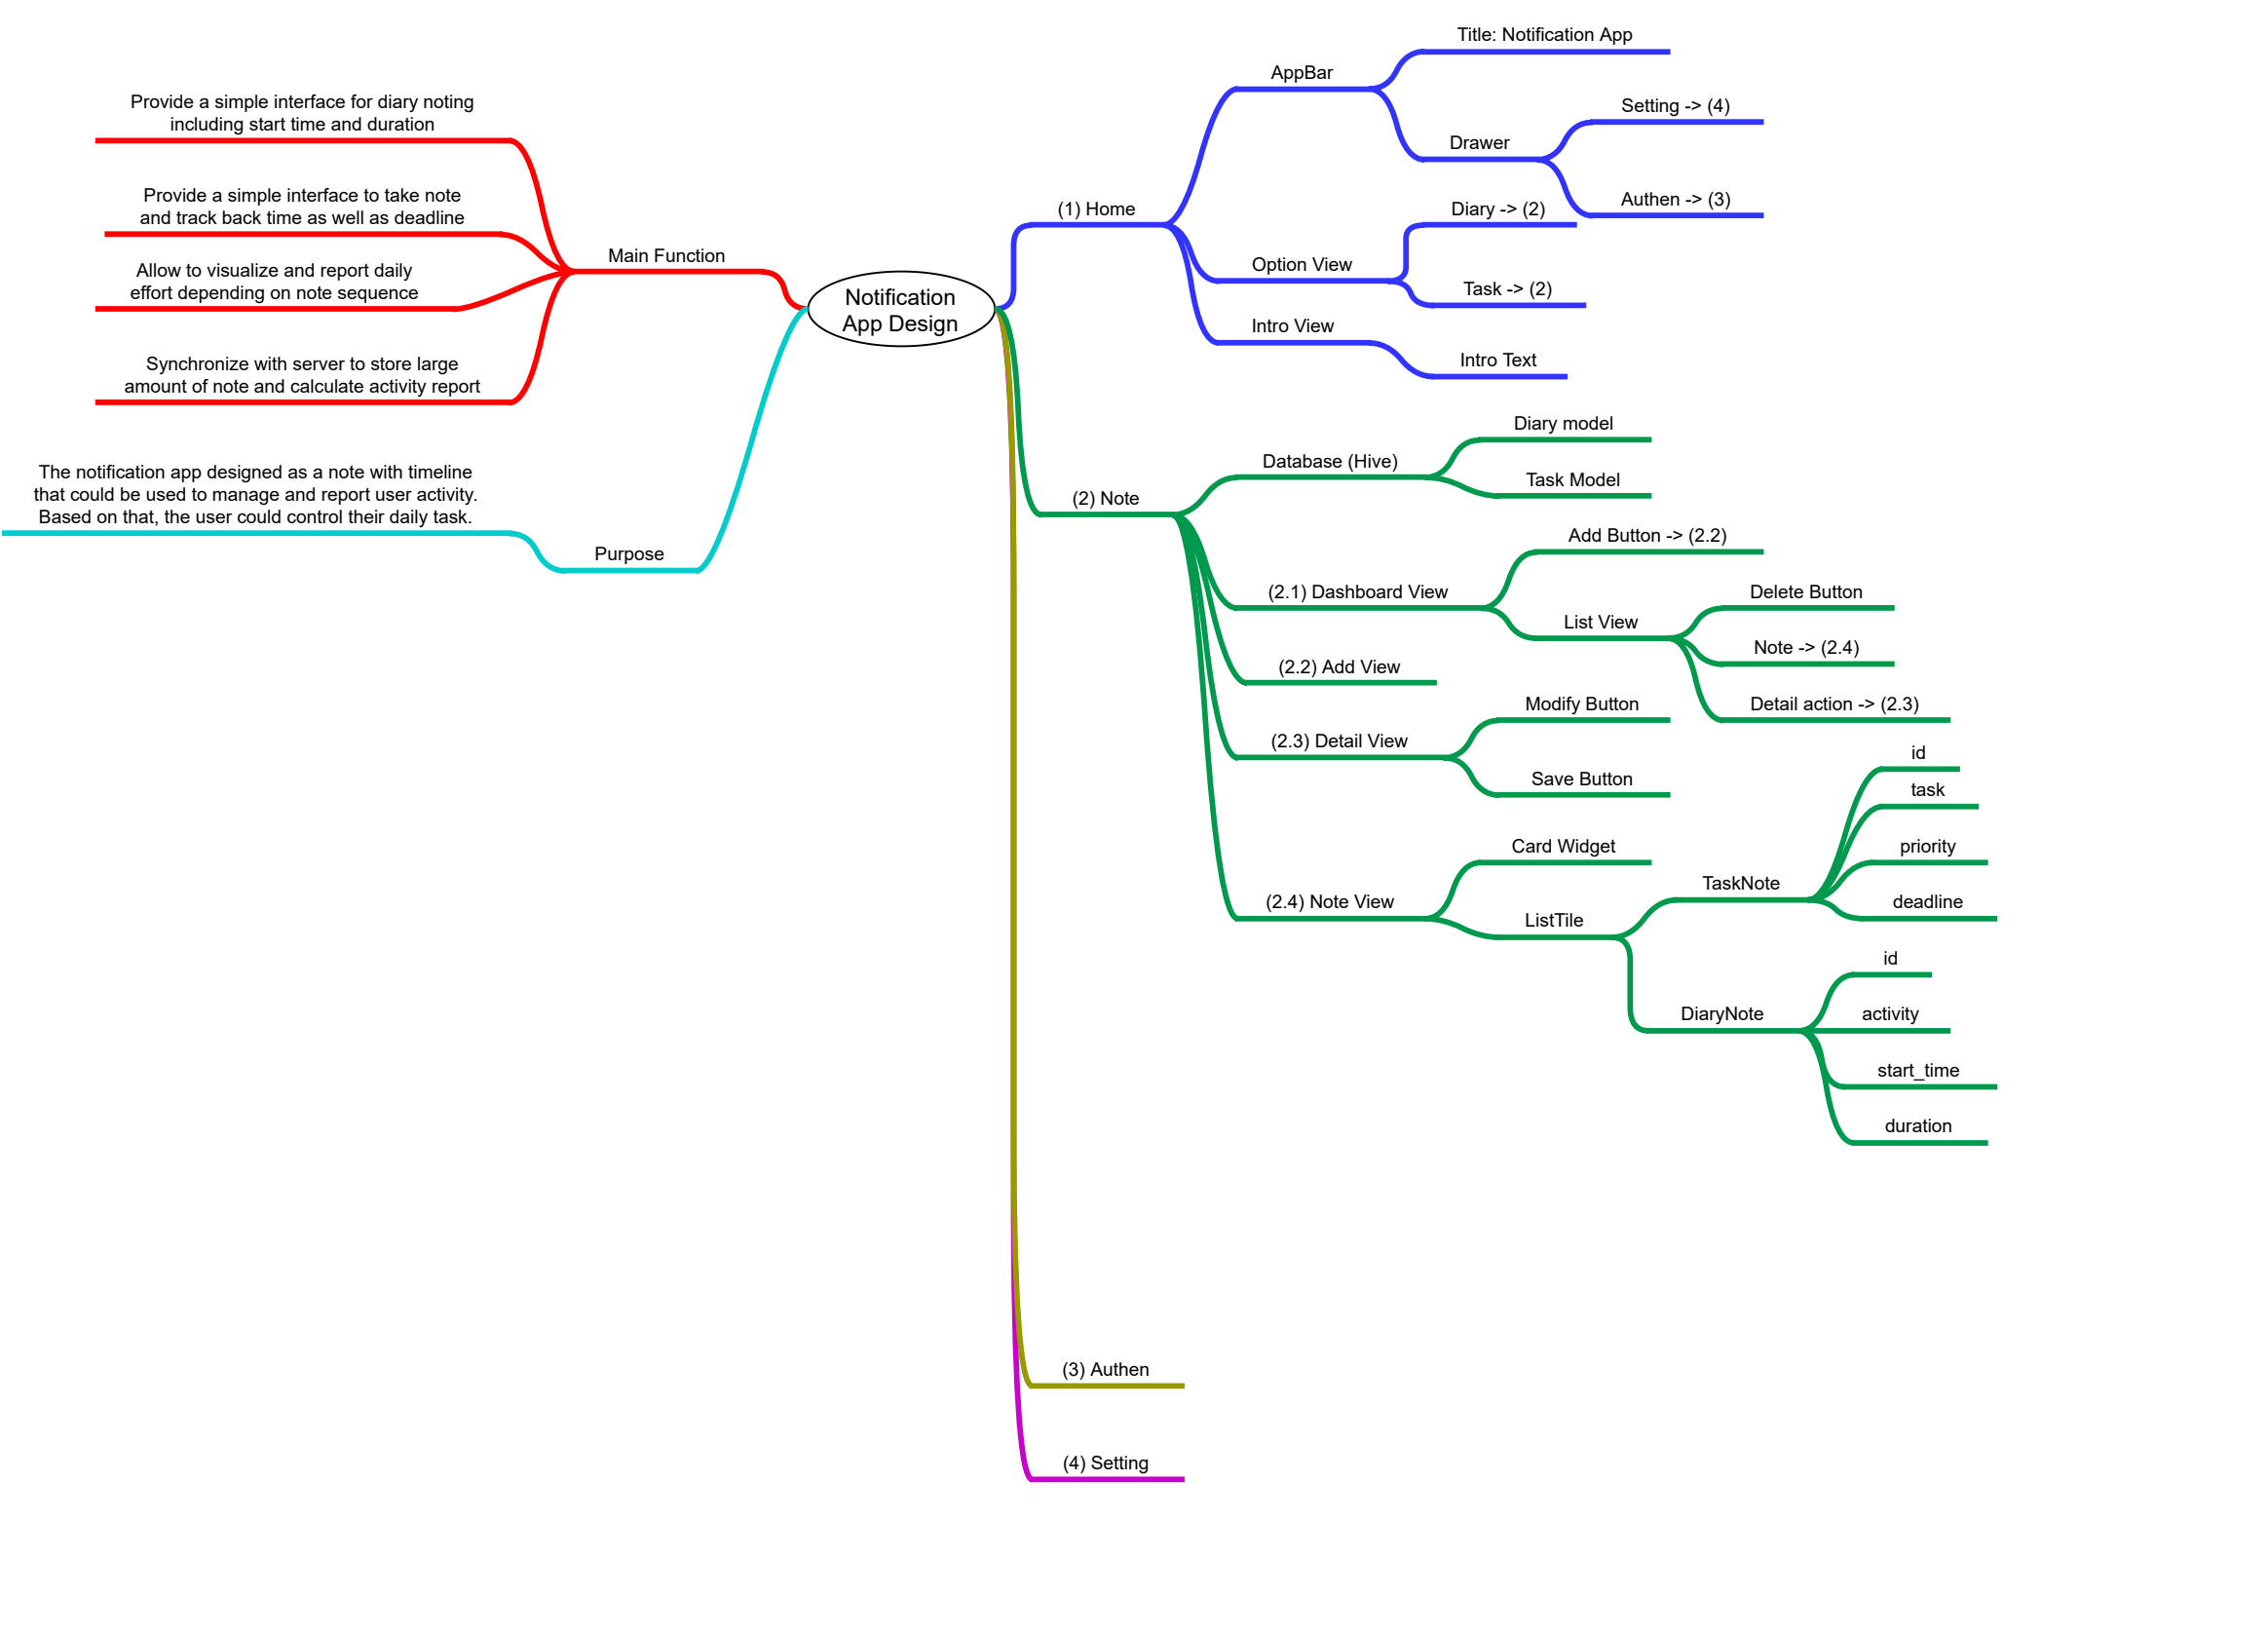 Notification
App Design
Main Function
Provide a simple interface for diary noting
including start time and duration
Provide a simple interface to take note
and track back time as well as deadline
Allow to visualize and report daily
effort depending on note sequence
Synchronize with server to store large
amount of note and calculate activity report
Purpose
The notification app designed as a note with timeline
that could be used to manage and report user activity.
Based on that, the user could control their daily task.
(1) Home
AppBar
Title: Notification App
Drawer
Setting -> (4)
Authen -> (3)
Option View
Diary -> (2)
Task -> (2)
Intro View
Intro Text
(2) Note
Database (Hive)
Diary model
Task Model
(2.1) Dashboard View
Add Button -> (2.2)
List View
Delete Button
Note -> (2.4)
Detail action -> (2.3)
(2.2) Add View
(2.3) Detail View
Modify Button
Save Button
(2.4) Note View
Card Widget
ListTile
TaskNote
id
task
priority
deadline
DiaryNote
id
activity
start_time
duration
(3) Authen
(4) Setting